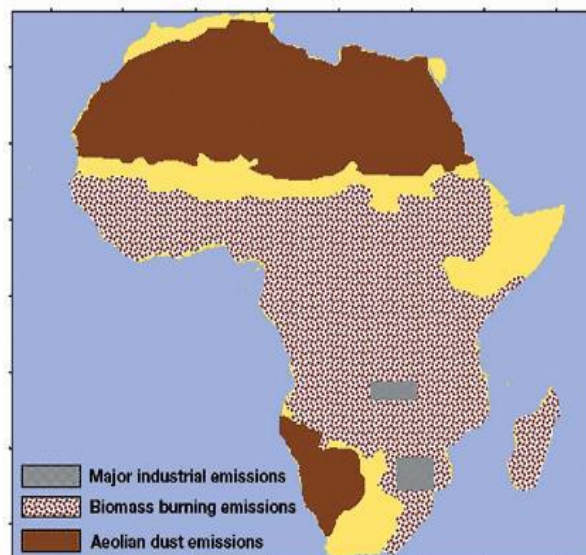 Major industrial emissions
Biomass burning emissions
Aeolian dust emissions